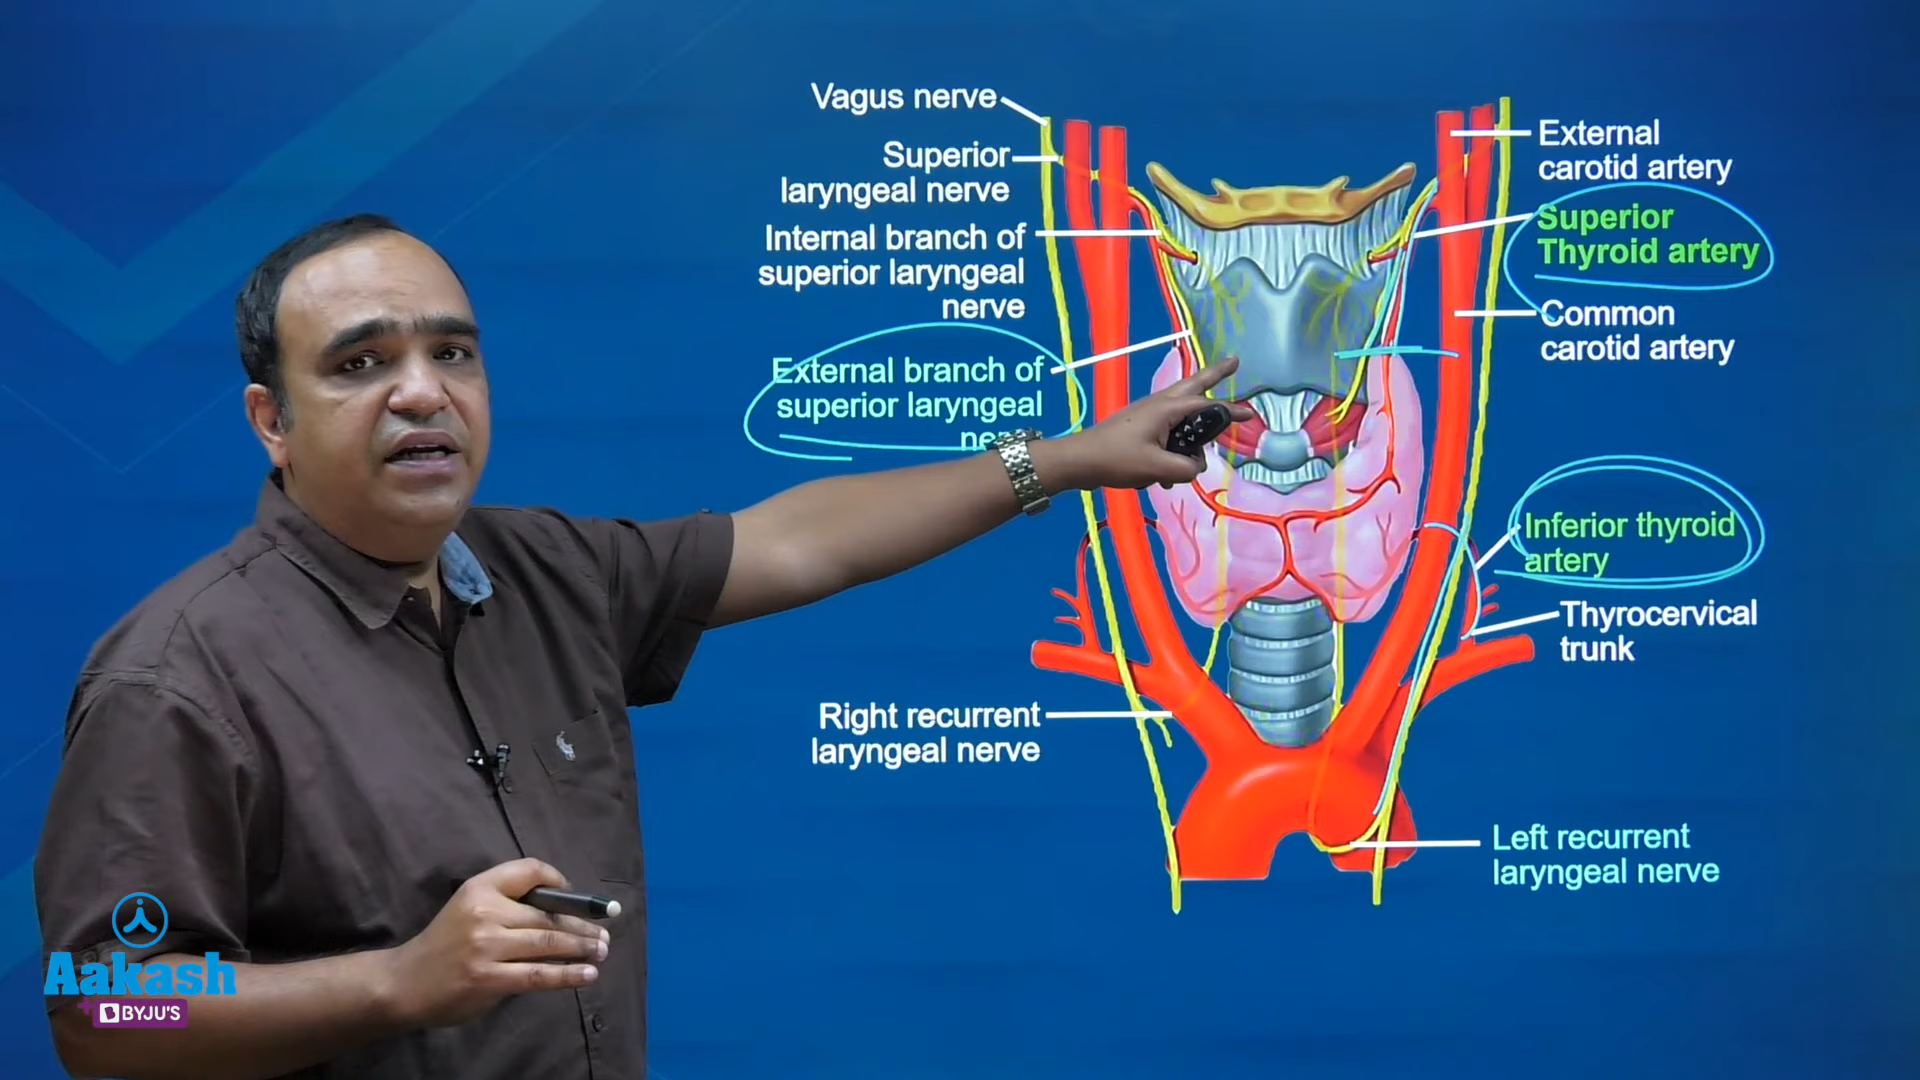 Vagus nerve
Superior
laryngeal nerve
Internal branch of
superior laryngeal
nerve
External branch of
superior laryngeal
Right recurrent
laryngeal nerve
External
carotid artery
Superior
Thyroid artery
Common
carotid artery
Inferior thyroid
artery
Thyrocervical
trunk
Left recurrent
laryngeal nerve
Aakash
BYJU'S